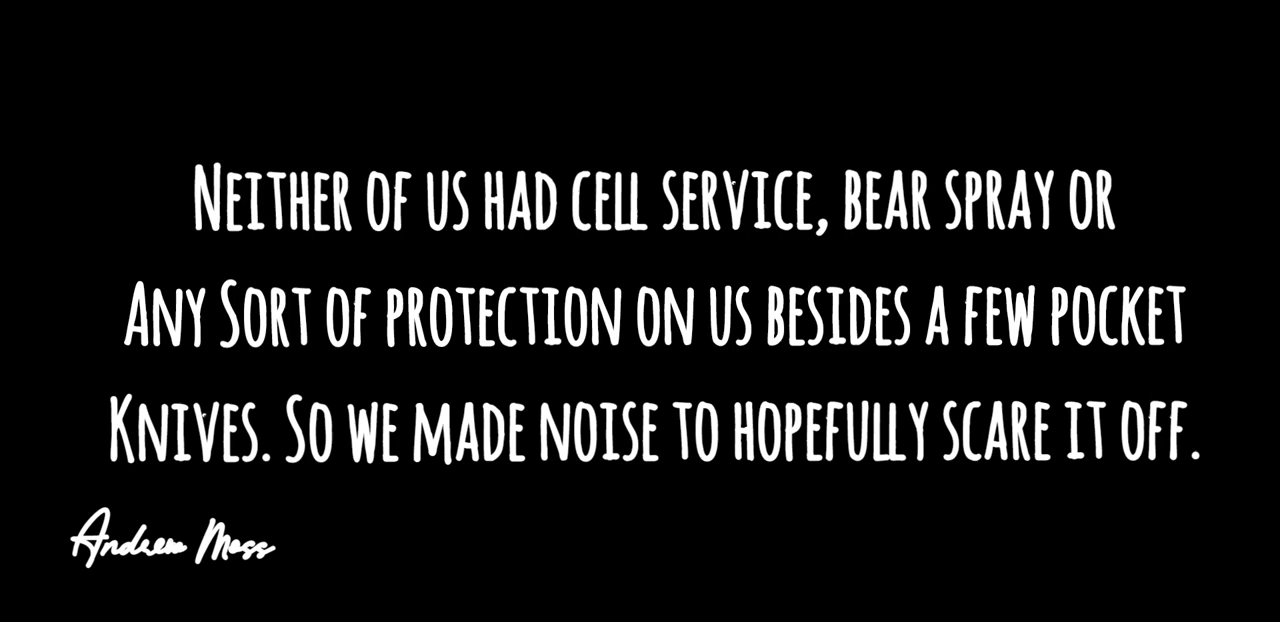 Neither of us had cell service, bear spray or
Any Sort of protection on us besides a few pocket
Knives. So we made noise to hopefully scare it off.
Andrew Moss